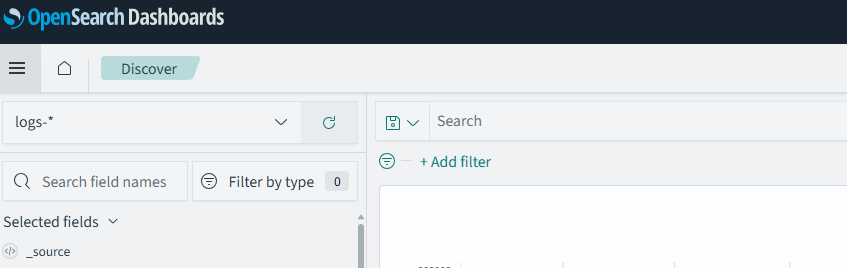 OpenSearch Dashboards
Discover
logs-*
Search
Search field names
Filter by type 0
+ Add filter
Selected fields
_source